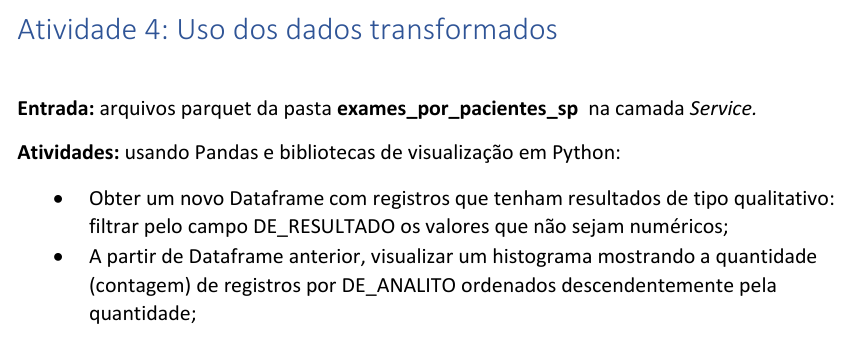 Atividade 4: Uso dos dados transformados
Entrada: arquivos parquet da pasta exames_por_pacientes_sp na camada Service.
Atividades: usando Pandas e bibliotecas de visualização em Python:
• Obter um novo Dataframe com registros que tenham resultados de tipo qualitativo:
filtrar pelo campo DE_RESULTADO os valores que não sejam numéricos;
• A partir de Dataframe anterior, visualizar um histograma mostrando a quantidade
(contagem) de registros por DE_ANALITO ordenados descendentemente pela
quantidade;